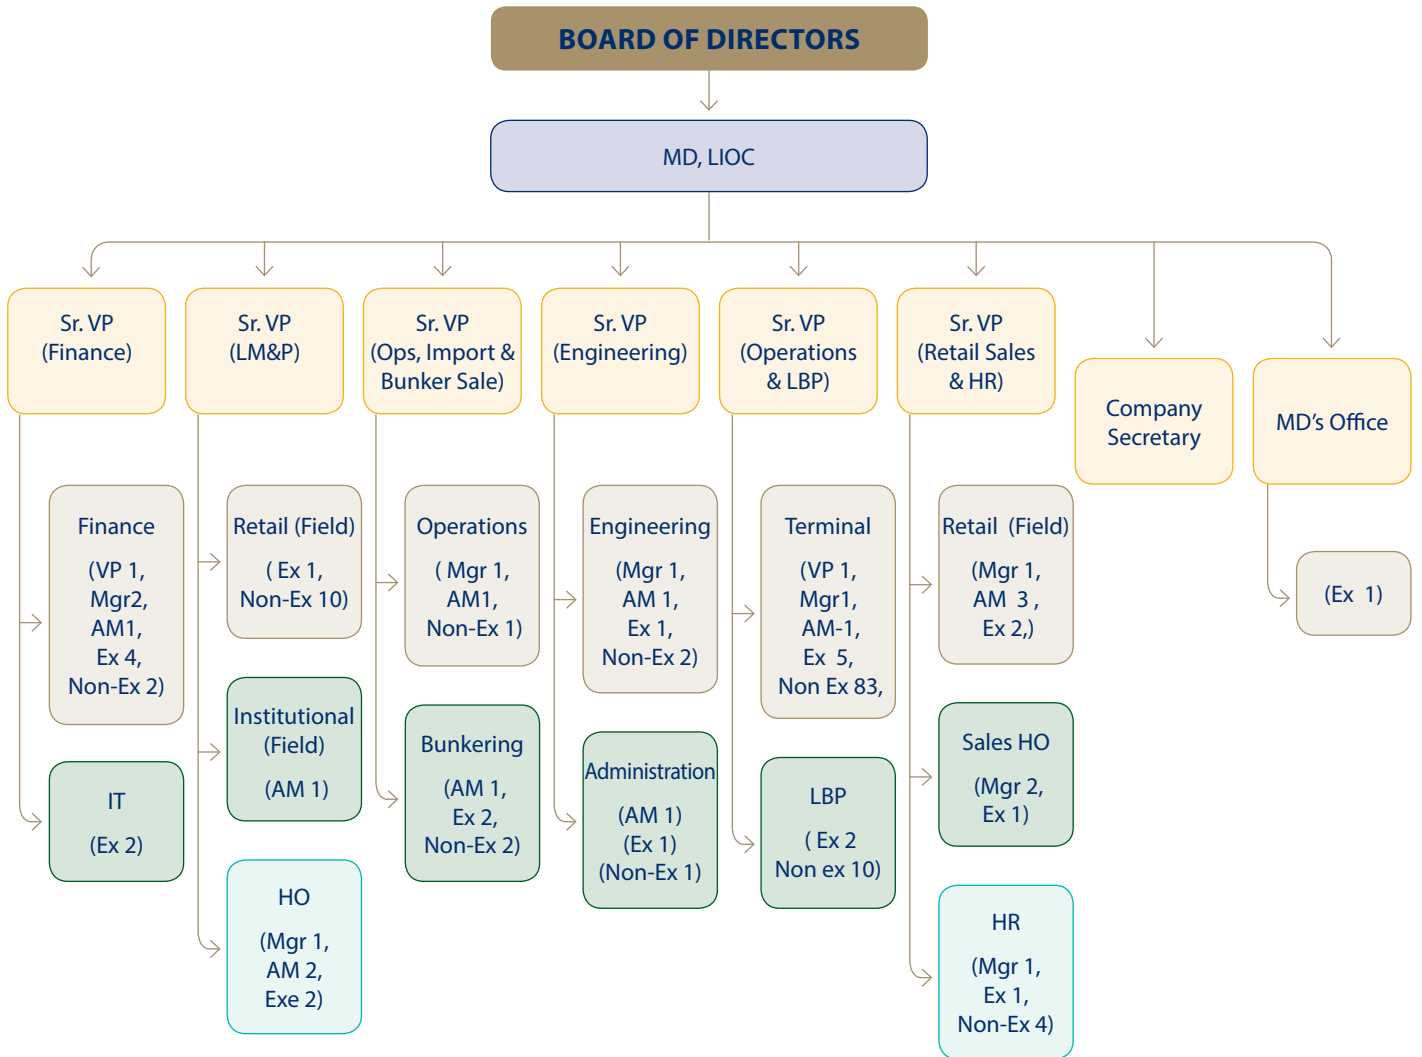 BOARD OF DIRECTORS
MD, LIOC
Sr. VP
(Finance)
Sr. VP
(LM&P)
Sr. VP
(Ops, Import &
Bunker Sale)
Sr. VP
(Engineering)
Sr. VP
(Operations
& LBP)
Sr. VP
(Retail Sales
& HR)
Company
Secretary
MD’s Office
Finance
(VP 1,
Mgr2,
AM1,
Ex 4,
Non-Ex 2)
IT
(Ex 2)
Retail (Field)
( Ex 1,
Non-Ex 10)
Institutional
(Field)
(AM 1)
HO
(Mgr 1,
AM 2,
Exe 2)
Operations
( Mgr 1,
AM1,
Non-Ex 1)
Bunkering
(AM 1,
Ex 2,
Non-Ex 2)
Engineering
(Mgr 1,
AM 1,
Ex 1,
Non-Ex 2)
Administration
(AM 1)
(Ex 1)
(Non-Ex 1)
Terminal
(VP 1,
Mgr1,
AM-1,
Ex 5,
Non Ex 83,
LBP
( Ex 2
Non ex 10)
Retail (Field)
(Mgr 1,
AM 3 ,
Ex 2,)
Sales HO
(Mgr 2,
Ex 1)
HR
(Mgr 1,
Ex 1,
Non-Ex 4)
(Ex 1)